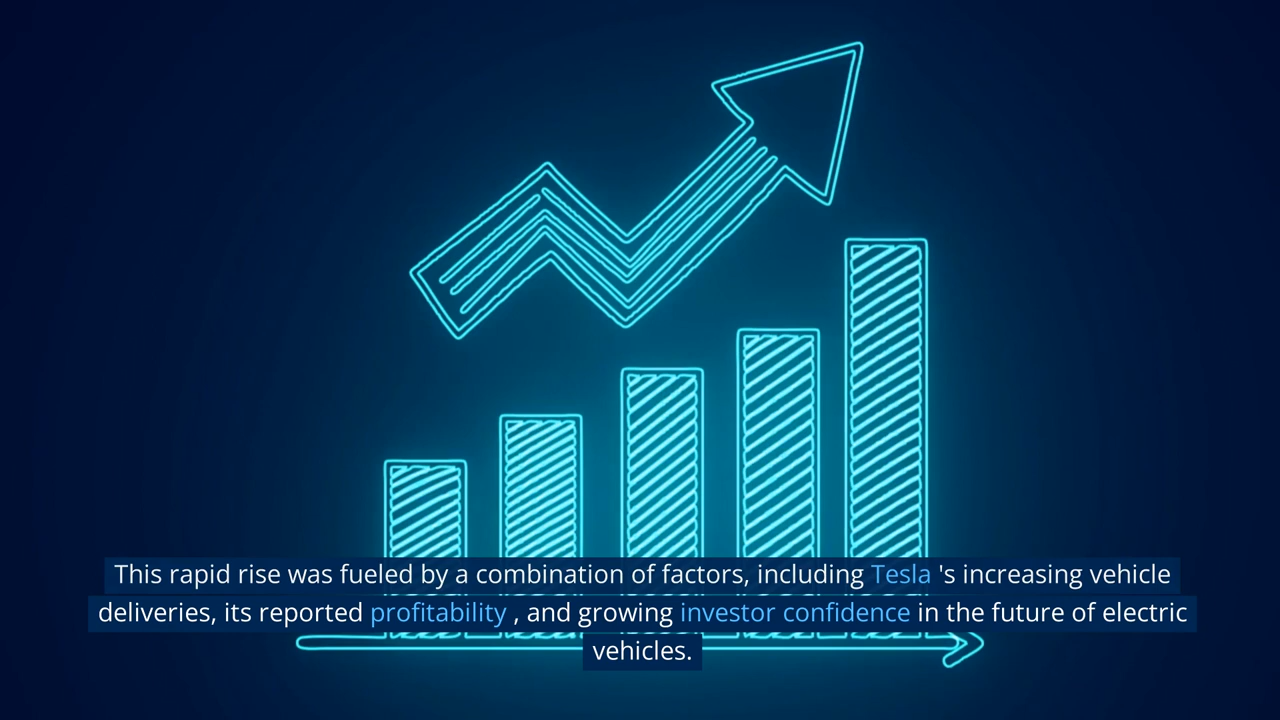 This rapid rise was fueled by a combination of factors, including Tesla 's increasing vehicle
deliveries, its reported profitability , and growing investor confidence in the future of electric
vehicles.